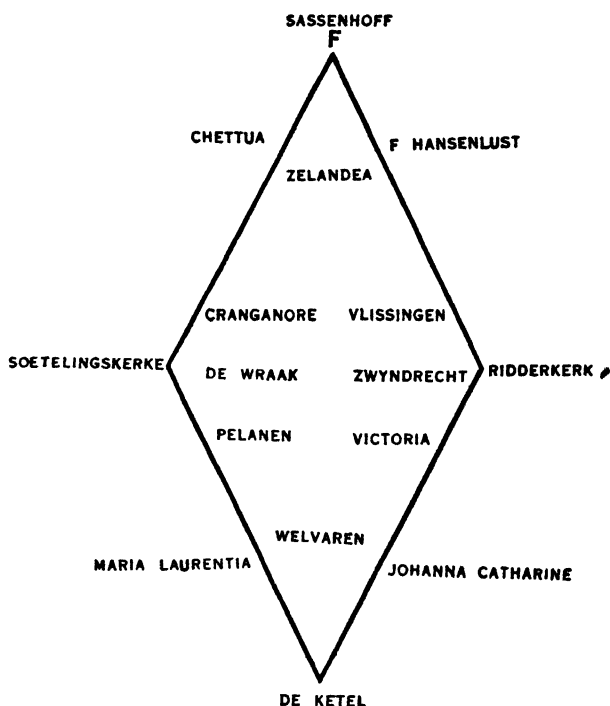 SASSENHOFF
F
CHETTUA
F HANSENLUST
ZELANDEA
CRANGANORE VLISSINGEN
SOETELINGSKERKE DE WRAAK ZWYNDRECHT RIDDERKERK
PELANEN VICTORIA
WELVAREN
MARIA LAURENTIA JOHANNA CATHARINE
DE KETEL